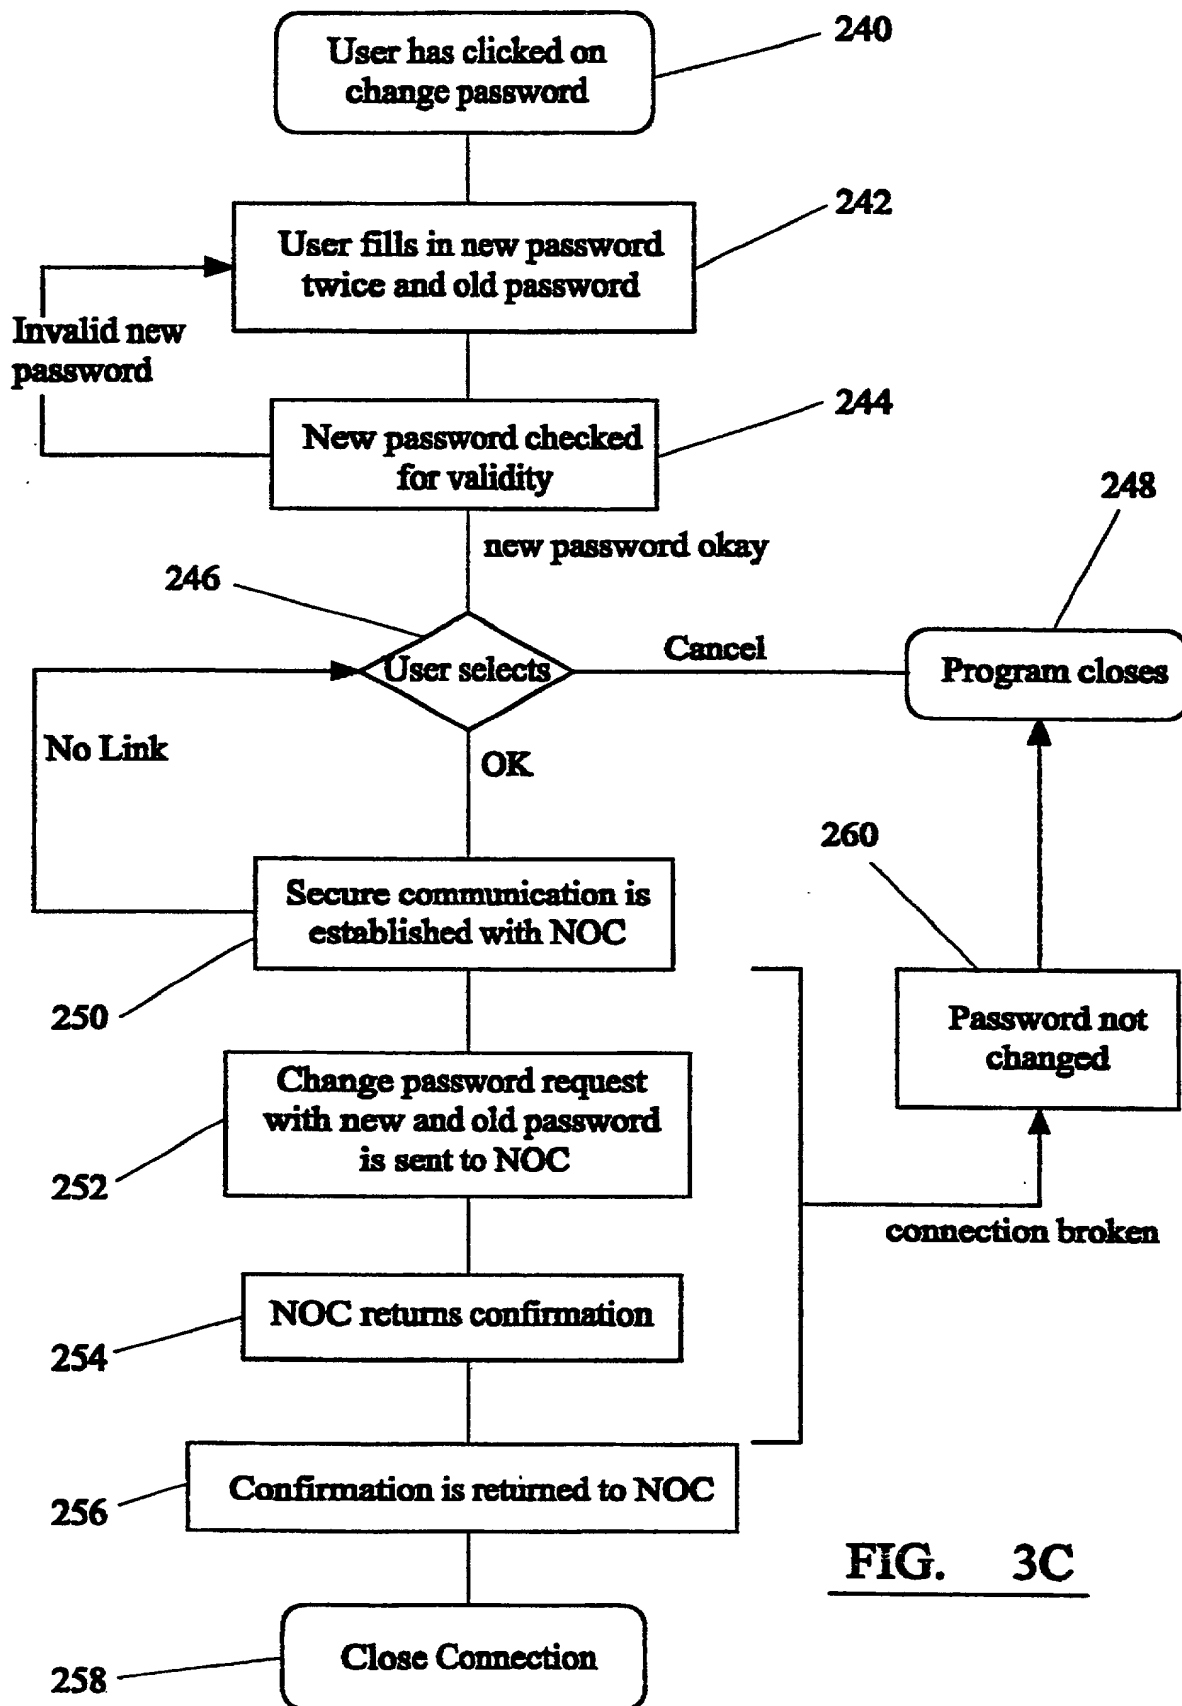 240
User has clicked on
change password
242
User fills in new password
twice and old password
Invalid new
password
244
New password checked
for validity
248
new password okay
246
User selects
Cancel
Program closes
No Link
OK
260
Secure communication is
established with NOC
250
Password not
changed
Change password request
with new and old password
is sent to NOC
252
connection broken
NOC returns confirmation
254
Confirmation is returned to NOC
256
FIG. 3C
Close Connection
258